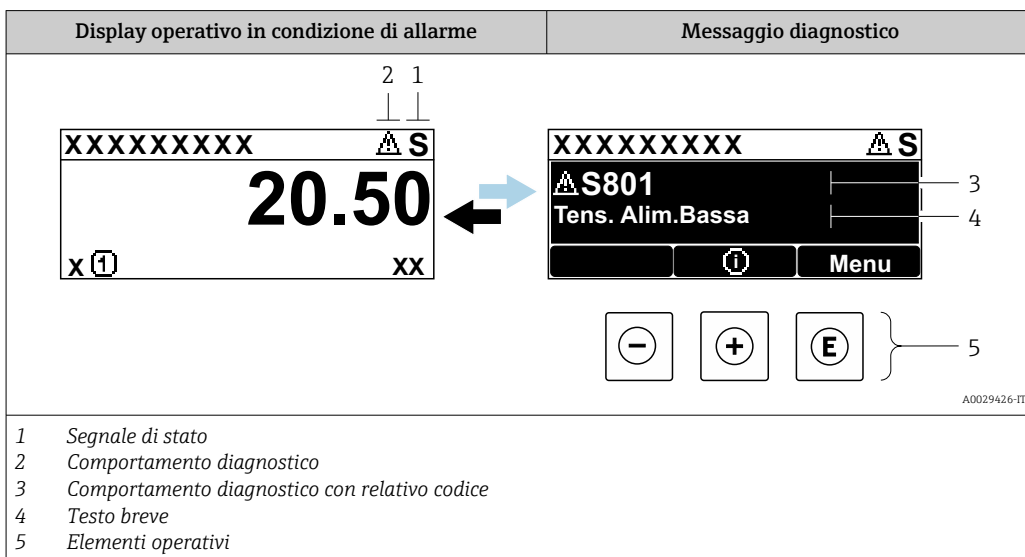 Display operativo in condizione di allarme
Messaggio diagnostico
2 1
XXXXXXXXX ⚠ S
20.50
x 1 xx
XXXXXXXXX ⚠ S
⚠S801
Tens. Alim.Bassa
i Menu
3
4
- + E
5
A0029426-IT
1 Segnale di stato
2 Comportamento diagnostico
3 Comportamento diagnostico con relativo codice
4 Testo breve
5 Elementi operativi